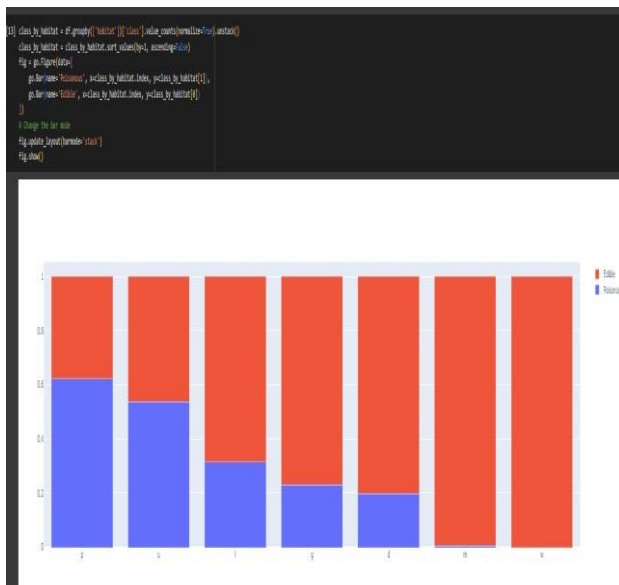 [13] class_by_habitat = df.groupby(['habitat'])['class'].value_counts(normalize=True).unstack()
class_by_habitat = class_by_habitat.sort_values(by=1, ascending=False)
fig = go.Figure(data=[
go.Bar(name='Poisonous', x=class_by_habitat.index, y=class_by_habitat[1]),
go.Bar(name='Edible', x=class_by_habitat.index, y=class_by_habitat[0])
])
# Change the bar mode
fig.update_layout(barmode='stack')
fig.show()
Edible
Poisono
1
0.8
0.6
0.4
0.2
0
p u l g d m w